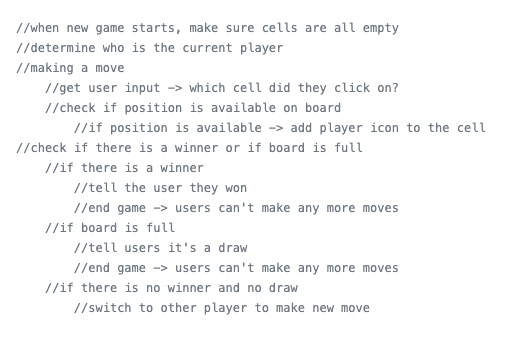 //when new game starts, make sure cells are all empty
//determine who is the current player
//making a move
//get user input -> which cell did they click on?
//check if position is available on board
//if position is available -> add player icon to the cell
//check if there is a winner or if board is full
//if there is a winner
//tell the user they won
//end game -> users can't make any more moves
//if board is full
//tell users it's a draw
//end game -> users can't make any more moves
//if there is no winner and no draw
//switch to other player to make new move